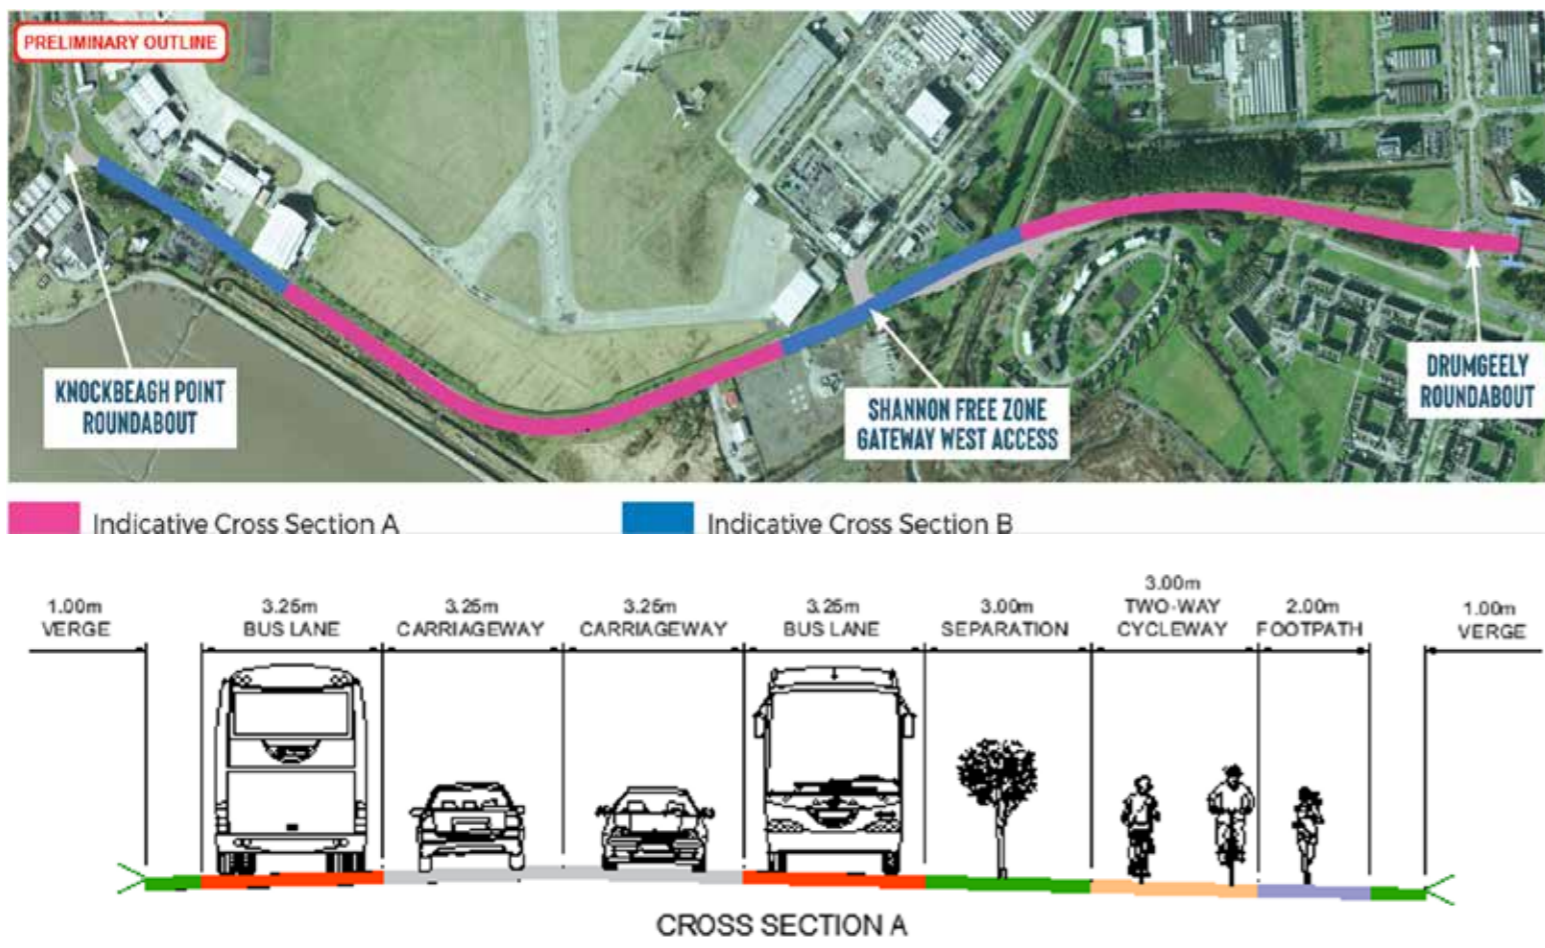 PRELIMINARY OUTLINE
KNOCKBEAGH POINT
ROUNDABOUT
SHANNON FREE ZONE
GATEWAY WEST ACCESS
DRUMGEELY
ROUNDABOUT
Indicative Cross Section A
Indicative Cross Section B
1.00m
VERGE
3.25m
BUS LANE
3.25m
CARRIAGEWAY
3.25m
CARRIAGEWAY
3.25m
BUS LANE
3.00m
SEPARATION
3.00m
TWO-WAY
CYCLEWAY
2.00m
FOOTPATH
1.00m
VERGE
CROSS SECTION A